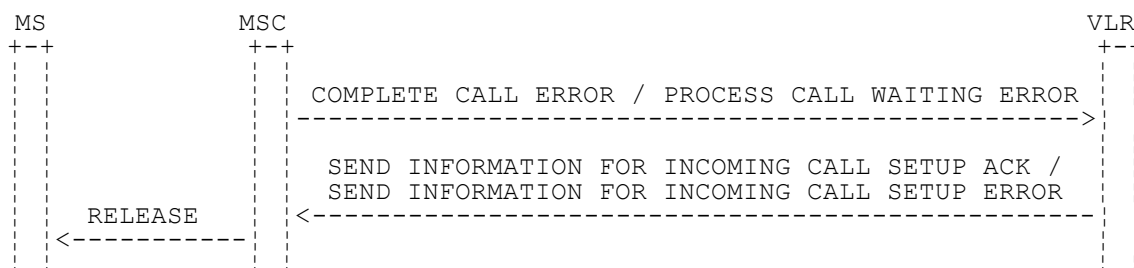 MS MSC VLR
COMPLETE CALL ERROR / PROCESS CALL WAITING ERROR
SEND INFORMATION FOR INCOMING CALL SETUP ACK /
SEND INFORMATION FOR INCOMING CALL SETUP ERROR
RELEASE